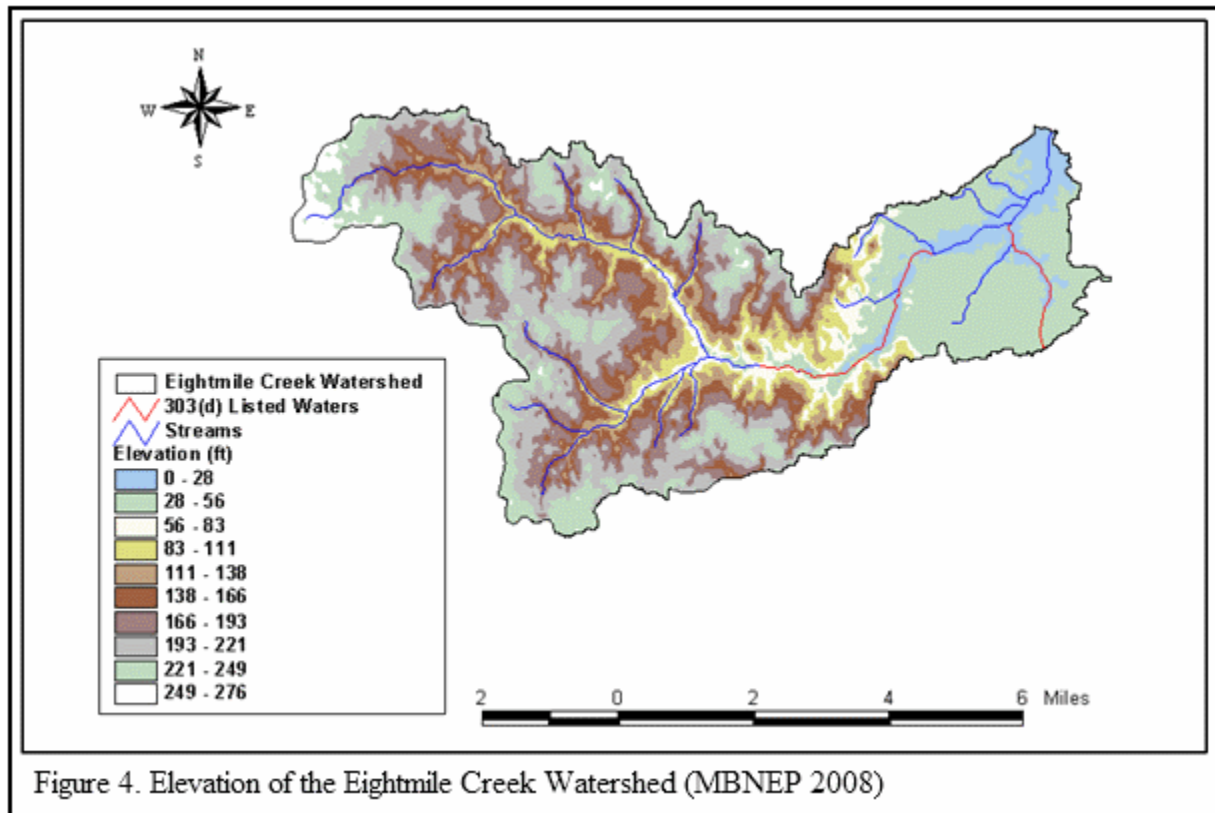 N
W E
S
Eightmile Creek Watershed
303(d) Listed Waters
Streams
Elevation (ft)
0 - 28
28 - 56
56 - 83
83 - 111
111 - 138
138 - 166
166 - 193
193 - 221
221 - 249
249 - 276
2 0 2 4 6 Miles
Figure 4. Elevation of the Eightmile Creek Watershed (MBNEP 2008)